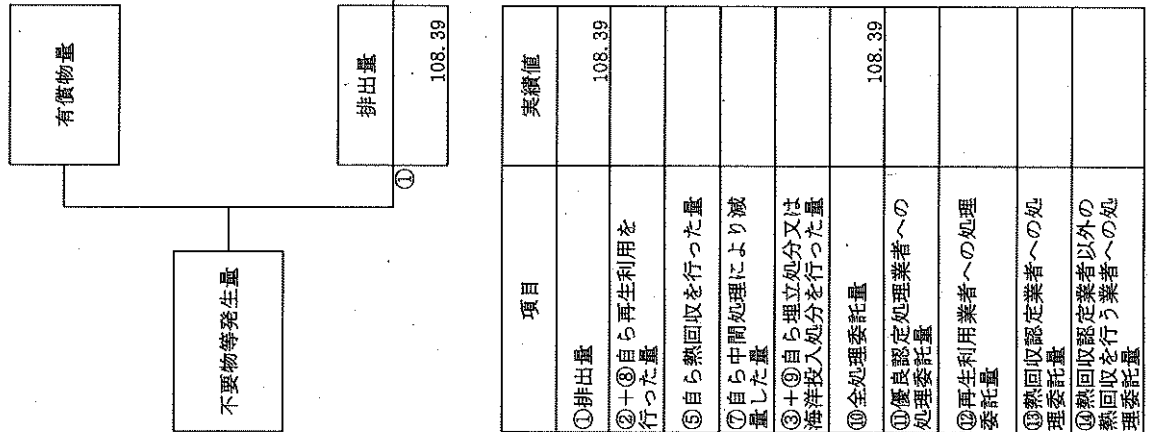 有償物量
不要物等発生量
①
排出量
108.39
項目
実績値
①排出量
108.39
②+⑧自ら再生利用を
行った量
⑤自ら熱回収を行った量
⑦自ら中間処理により減
量した量
③+⑨自ら埋立処分又は
海洋投入処分を行った量
⑩全処理委託量
108.39
⑪優良認定処理業者への
処理委託量
⑫再生利用業者への処理
委託量
⑬熱回収認定業者への処
理委託量
⑭熱回収認定業者以外の
熱回収を行う業者への処
理委託量